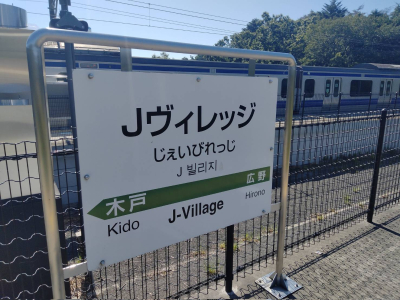 Jヴィレッジ
じぇいびれっじ
J 빌리지
木戸 広野
Kido J-Village Hirono